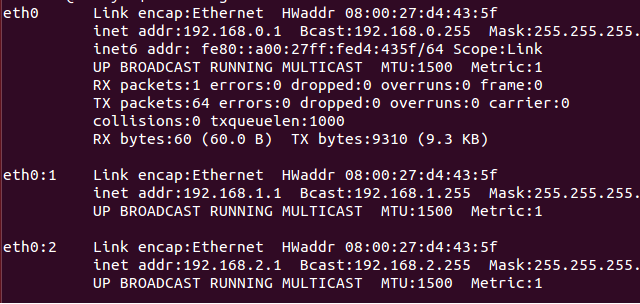 eth0 Link encap:Ethernet HWaddr 08:00:27:d4:43:5f
inet addr:192.168.0.1 Bcast:192.168.0.255 Mask:255.255.255.
inet6 addr: fe80::a00:27ff:fed4:435f/64 Scope:Link
UP BROADCAST RUNNING MULTICAST MTU:1500 Metric:1
RX packets:1 errors:0 dropped:0 overruns:0 frame:0
TX packets:64 errors:0 dropped:0 overruns:0 carrier:0
collisions:0 txqueuelen:1000
RX bytes:60 (60.0 B) TX bytes:9310 (9.3 KB)
eth0:1 Link encap:Ethernet HWaddr 08:00:27:d4:43:5f
inet addr:192.168.1.1 Bcast:192.168.1.255 Mask:255.255.255.
UP BROADCAST RUNNING MULTICAST MTU:1500 Metric:1
eth0:2 Link encap:Ethernet HWaddr 08:00:27:d4:43:5f
inet addr:192.168.2.1 Bcast:192.168.2.255 Mask:255.255.255.
UP BROADCAST RUNNING MULTICAST MTU:1500 Metric:1